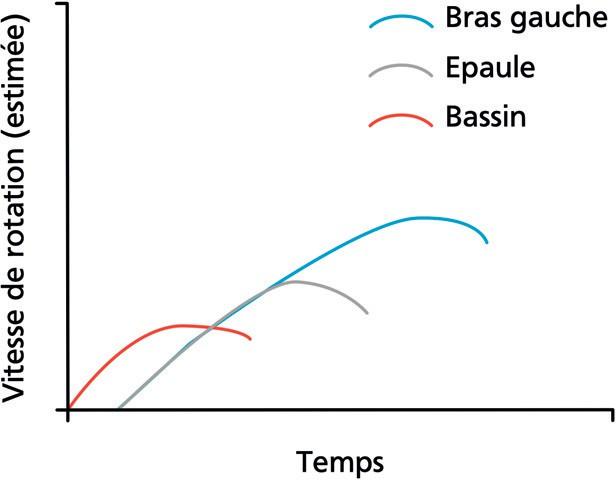 Bras gauche
Epaule
Bassin
Vitesse de rotation (estimée)
Temps